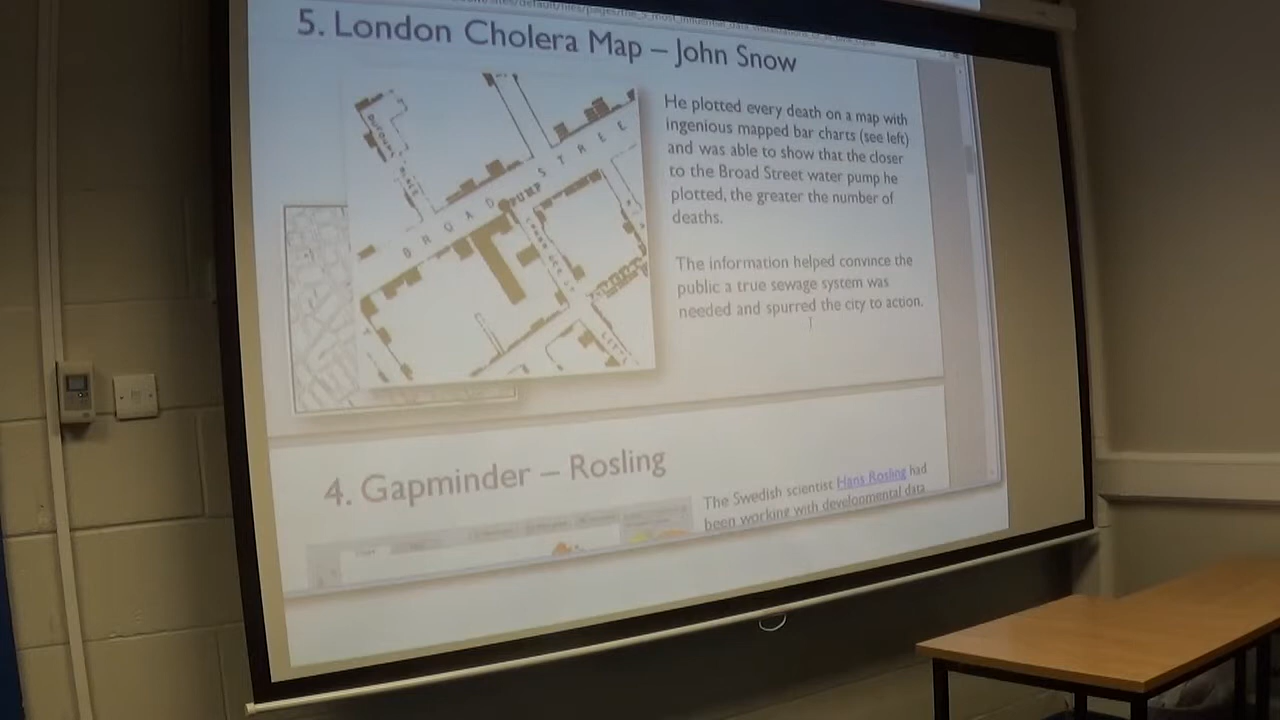 5. London Cholera Map – John Snow
BROAD STREE
PUMP
He plotted every death on a map with
ingenious mapped bar charts (see left)
and was able to show that the closer
to the Broad Street water pump he
plotted, the greater the number of
deaths.
The information helped convince the
public a true sewage system was
needed and spurred the city to action.
4. Gapminder – Rosling
The Swedish scientist Hans Rosling had
been working with developmental data